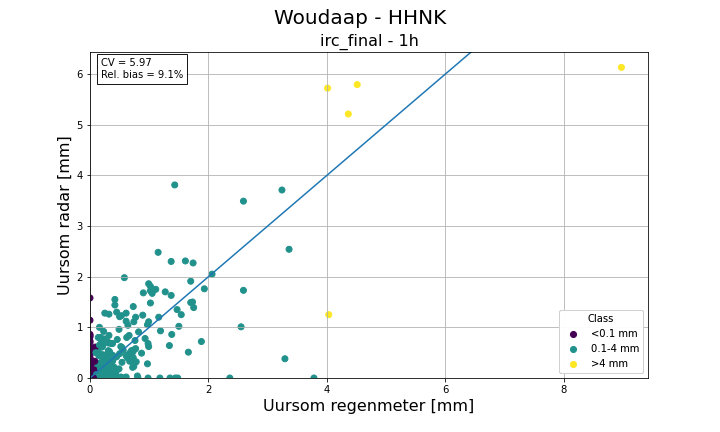 Woudaap - HHNK
irc_final - 1h
CV = 5.97
Rel. bias = 9.1%
Uursom radar [mm]
6
5
4
3
2
1
0
0 2 4 6 8
Uursom regenmeter [mm]
Class
<0.1 mm
0.1-4 mm
>4 mm